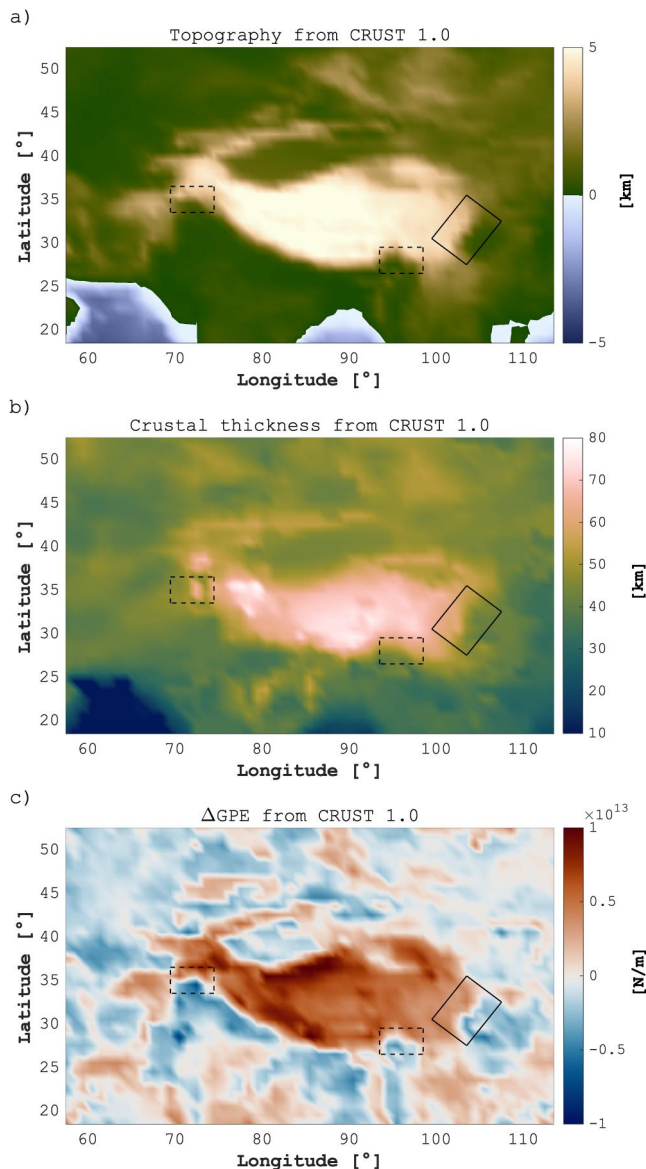 a)
Topography from CRUST 1.0
50
45
40
35
30
25
20
Latitude [°]
60 70 80 90 100 110
Longitude [°]
5
0
−5
[km]
b)
Crustal thickness from CRUST 1.0
50
45
40
35
30
25
20
Latitude [°]
60 70 80 90 100 110
Longitude [°]
80
70
60
50
40
30
20
10
[km]
c)
ΔGPE from CRUST 1.0
×10¹³
50
45
40
35
30
25
20
Latitude [°]
60 70 80 90 100 110
Longitude [°]
1
0.5
0
−0.5
−1
[N/m]